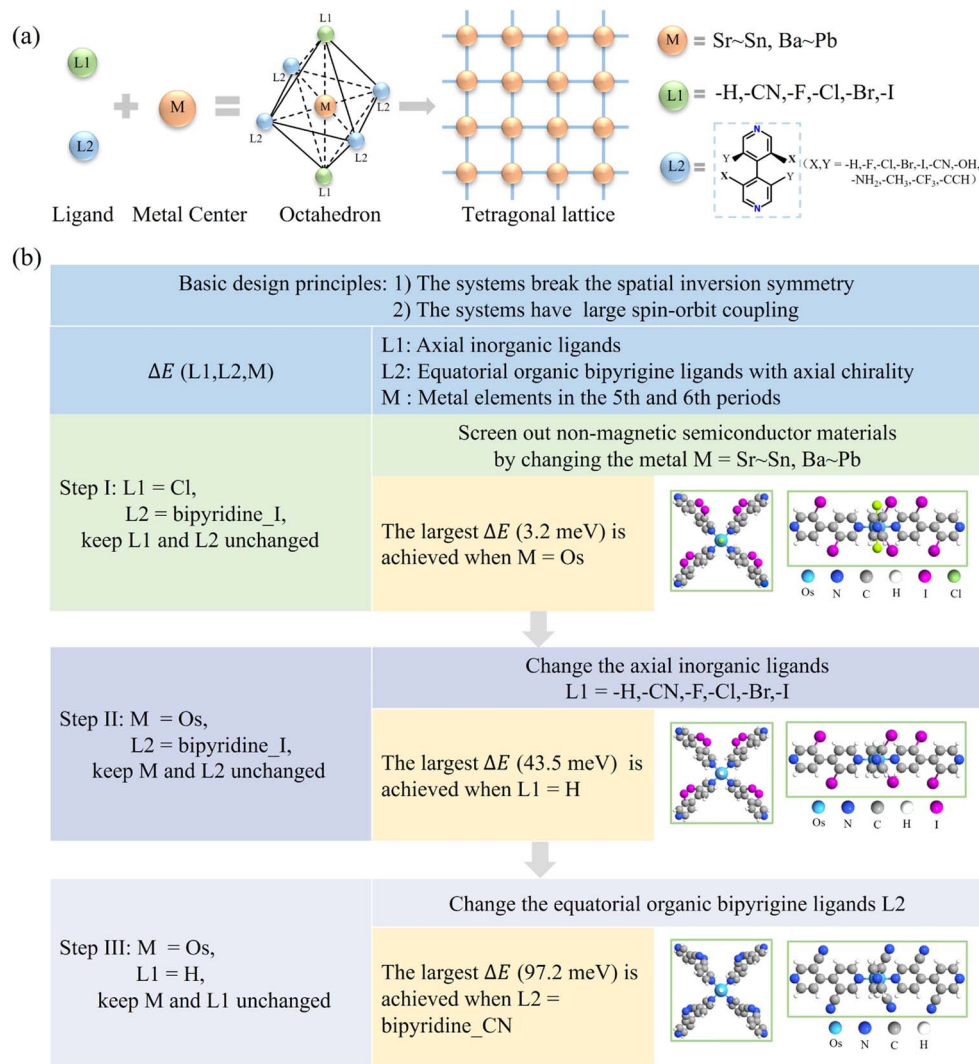 (a)
L1
L2
M
L1
L2
L2
M
L2
L2
L1
Ligand
Metal Center
Octahedron
Tetragonal lattice
M = Sr~Sn, Ba~Pb
L1 = -H,-CN,-F,-Cl,-Br,-I
L2 =
N
Y
X
X
Y
N
(X,Y = -H,-F,-Cl,-Br,-I,-CN,-OH,
-NH2,-CH3,-CF3,-CCH)
(b)
Basic design principles: 1) The systems break the spatial inversion symmetry
2) The systems have large spin-orbit coupling
ΔE (L1,L2,M)
L1: Axial inorganic ligands
L2: Equatorial organic bipyrigine ligands with axial chirality
M : Metal elements in the 5th and 6th periods
Step I: L1 = Cl,
L2 = bipyridine_I,
keep L1 and L2 unchanged
Screen out non-magnetic semiconductor materials
by changing the metal M = Sr~Sn, Ba~Pb
The largest ΔE (3.2 meV) is
achieved when M = Os
Os N C H I Cl
Step II: M = Os,
L2 = bipyridine_I,
keep M and L2 unchanged
Change the axial inorganic ligands
L1 = -H,-CN,-F,-Cl,-Br,-I
The largest ΔE (43.5 meV) is
achieved when L1 = H
Os N C H I
Step III: M = Os,
L1 = H,
keep M and L1 unchanged
Change the equatorial organic bipyrigine ligands L2
The largest ΔE (97.2 meV) is
achieved when L2 =
bipyridine_CN
Os N C H